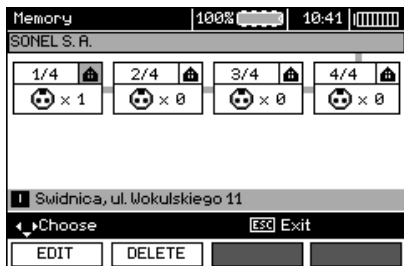 Memory 100% 10:41
SONEL S. A.
1/4 2/4 3/4 4/4
x 1 x 0 x 0 x 0
I Swidnica, ul. Wokulskiego 11
Choose ESC Exit
EDIT DELETE